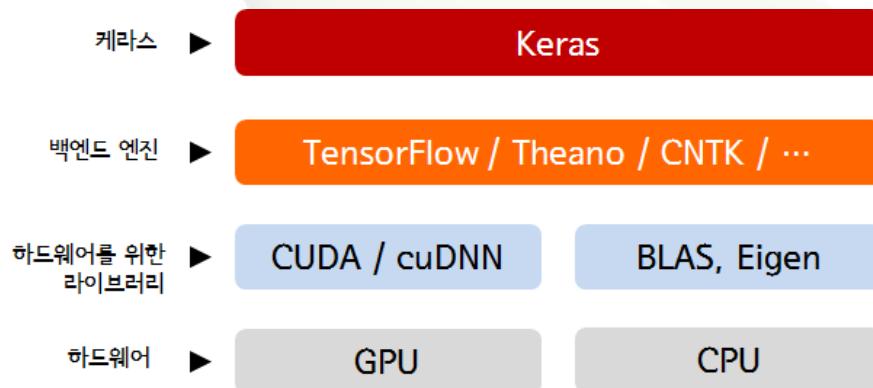 케라스 ▶ Keras
백엔드 엔진 ▶ TensorFlow / Theano / CNTK / ···
하드웨어를 위한
라이브러리 ▶ CUDA / cuDNN BLAS, Eigen
하드웨어 ▶ GPU CPU